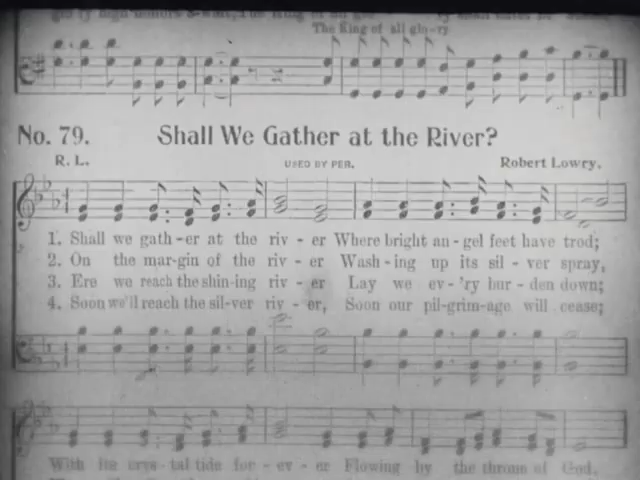 The King of all glo-ry
No. 79. Shall We Gather at the River?
R. L. USED BY PER. Robert Lowry.
1. Shall we gath-er at the riv-er Where bright an-gel feet have trod;
2. On the mar-gin of the riv-er Wash-ing up its sil-ver spray,
3. Ere we reach the shin-ing riv-er Lay we ev-'ry bur-den down;
4. Soon we'll reach the sil-ver riv-er, Soon our pil-grim-age will cease;
With its crys-tal tide for-ev-er Flowing by the throne of God.